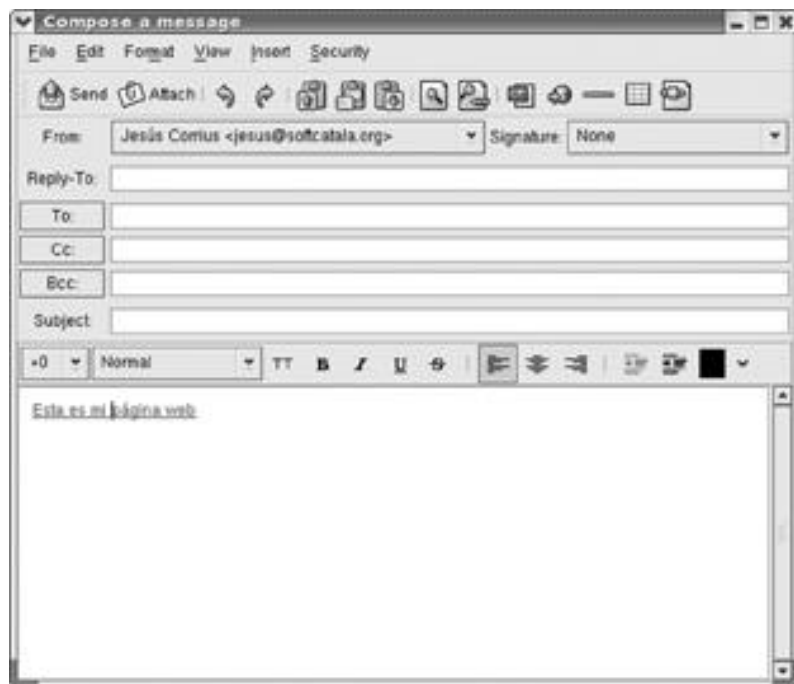 Compose a message
File Edit Format View Insert Security
Send Attach
From: Jesús Corrius <jesus@softcatala.org> Signature: None
Reply-To:
To:
Cc:
Bcc:
Subject:
+0 Normal TT B I U S
Esta es mi página web